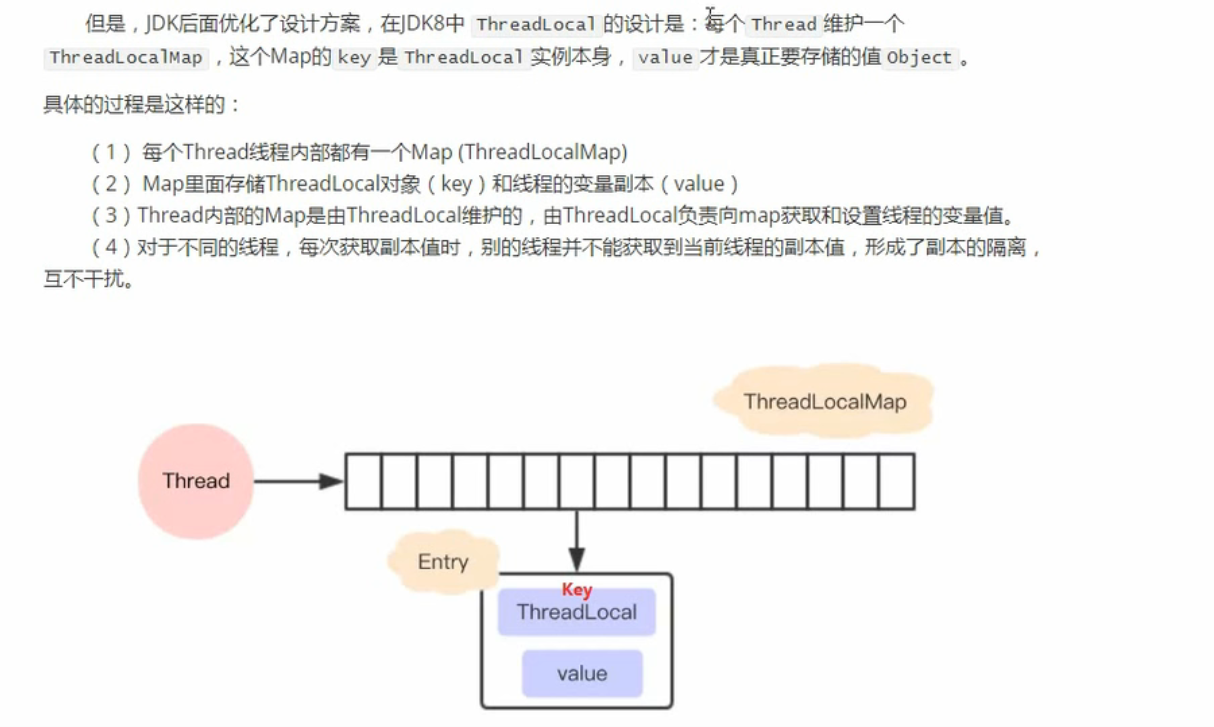 但是，JDK后面优化了设计方案，在JDK8中 ThreadLocal 的设计是：每个 Thread 维护一个
ThreadLocalMap ，这个Map的 key 是 ThreadLocal 实例本身， value 才是真正要存储的值 Object 。
具体的过程是这样的：
（1）每个Thread线程内部都有一个Map (ThreadLocalMap)
（2）Map里面存储ThreadLocal对象（key）和线程的变量副本（value）
（3）Thread内部的Map是由ThreadLocal维护的，由ThreadLocal负责向map获取和设置线程的变量值。
（4）对于不同的线程，每次获取副本值时，别的线程并不能获取到当前线程的副本值，形成了副本的隔离，
互不干扰。
ThreadLocalMap
Thread
Entry
Key
ThreadLocal
value